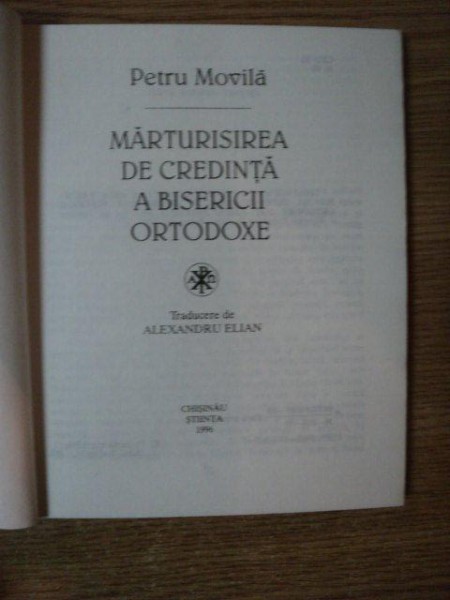 Petru Movilă
MĂRTURISIREA
DE CREDINȚĂ
A BISERICII
ORTODOXE
Traducere de
ALEXANDRU ELIAN
CHIȘINĂU
ȘTIINȚA
1996